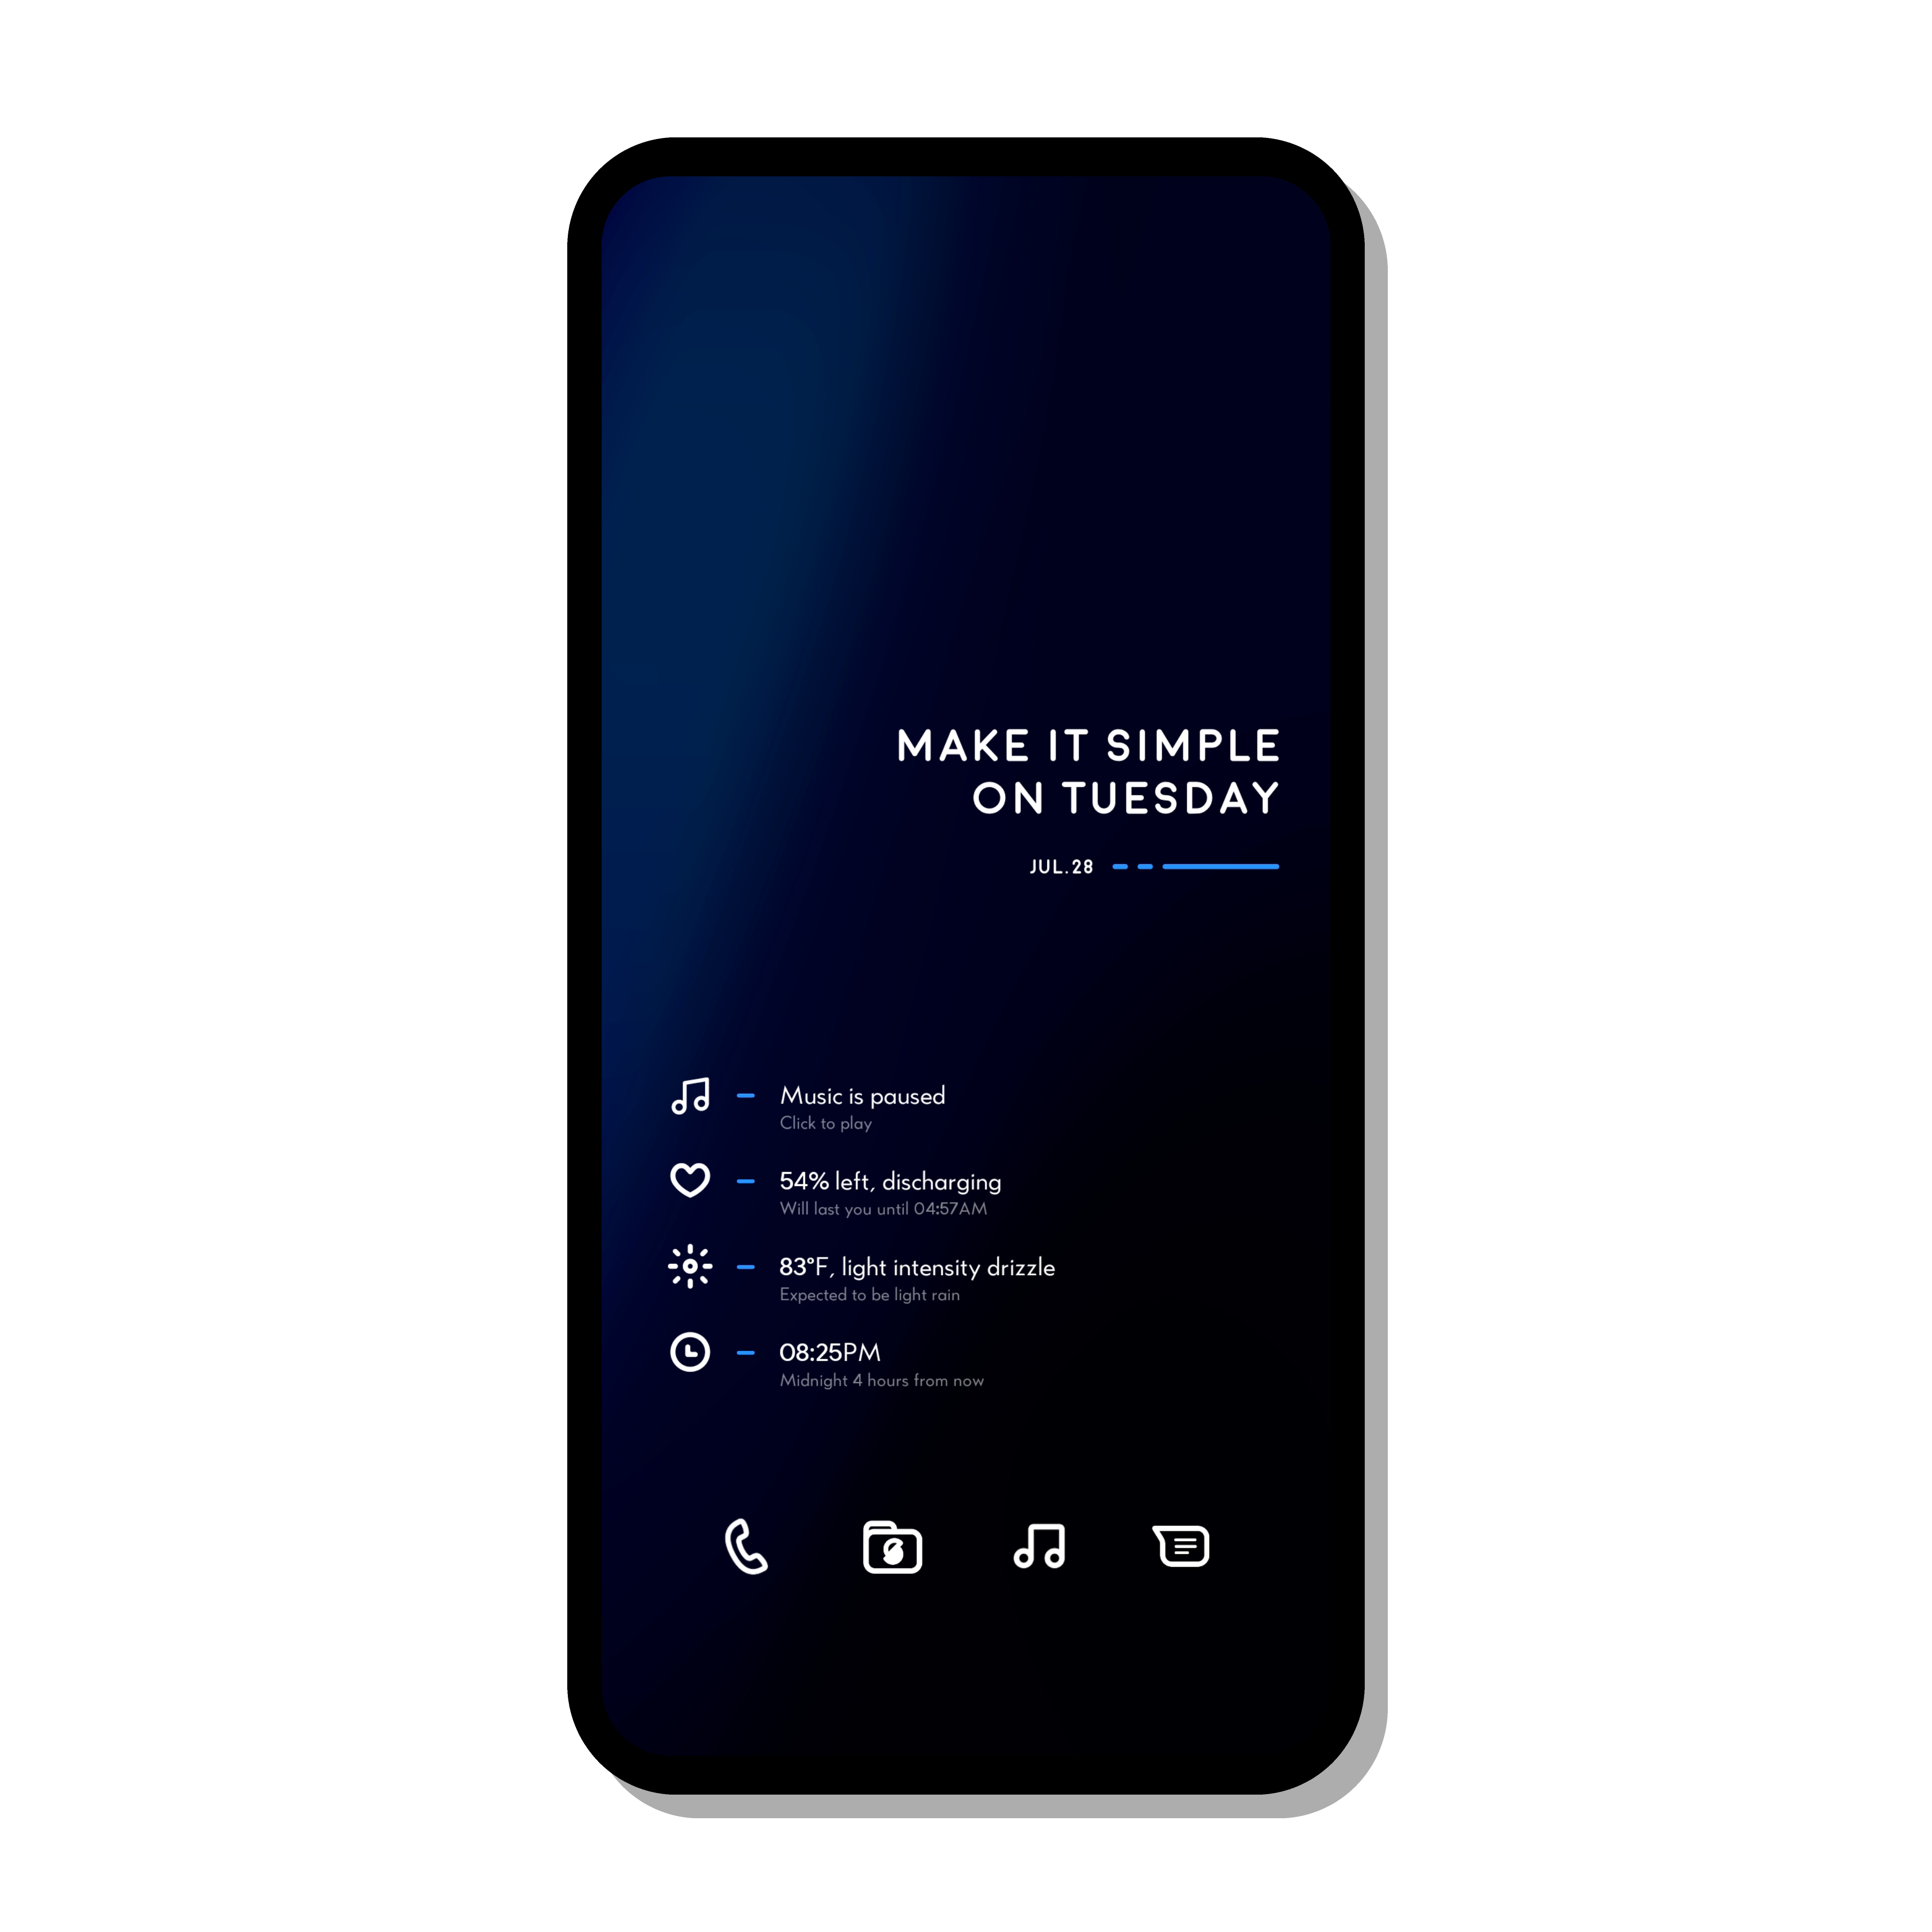 MAKE IT SIMPLE
ON TUESDAY
JUL.28
Music is paused
Click to play
54% left, discharging
Will last you until 04:57AM
83°F, light intensity drizzle
Expected to be light rain
08:25PM
Midnight 4 hours from now